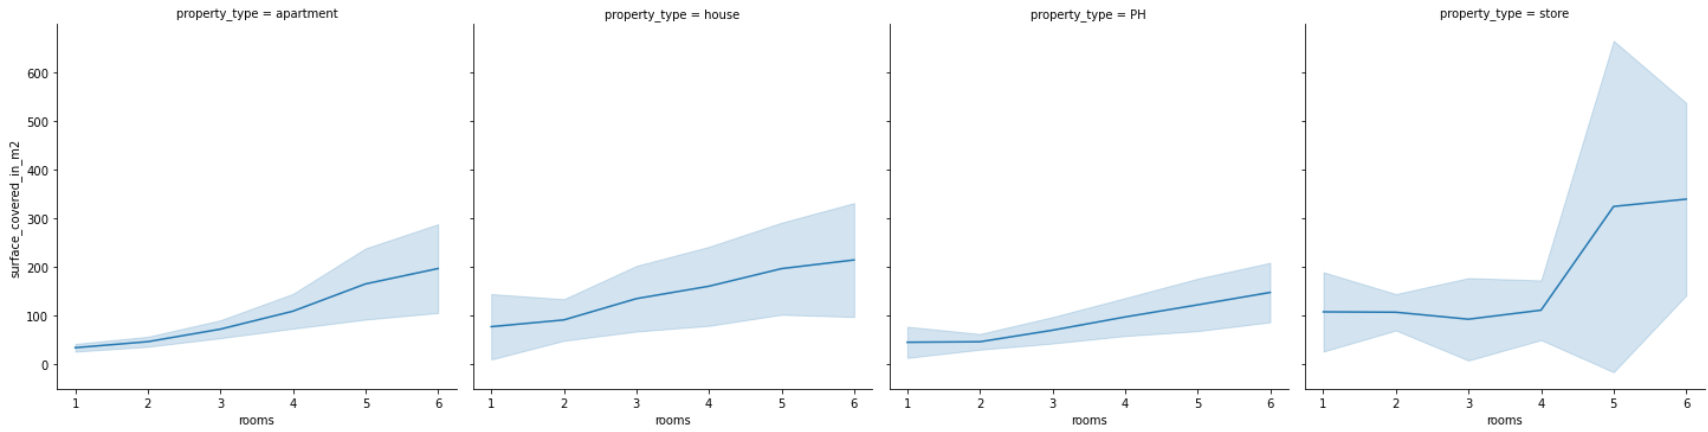 property_type = apartment
property_type = house
property_type = PH
property_type = store
surface_covered_in_m2
600
500
400
300
200
100
0
1 2 3 4 5 6
1 2 3 4 5 6
1 2 3 4 5 6
1 2 3 4 5 6
rooms
rooms
rooms
rooms